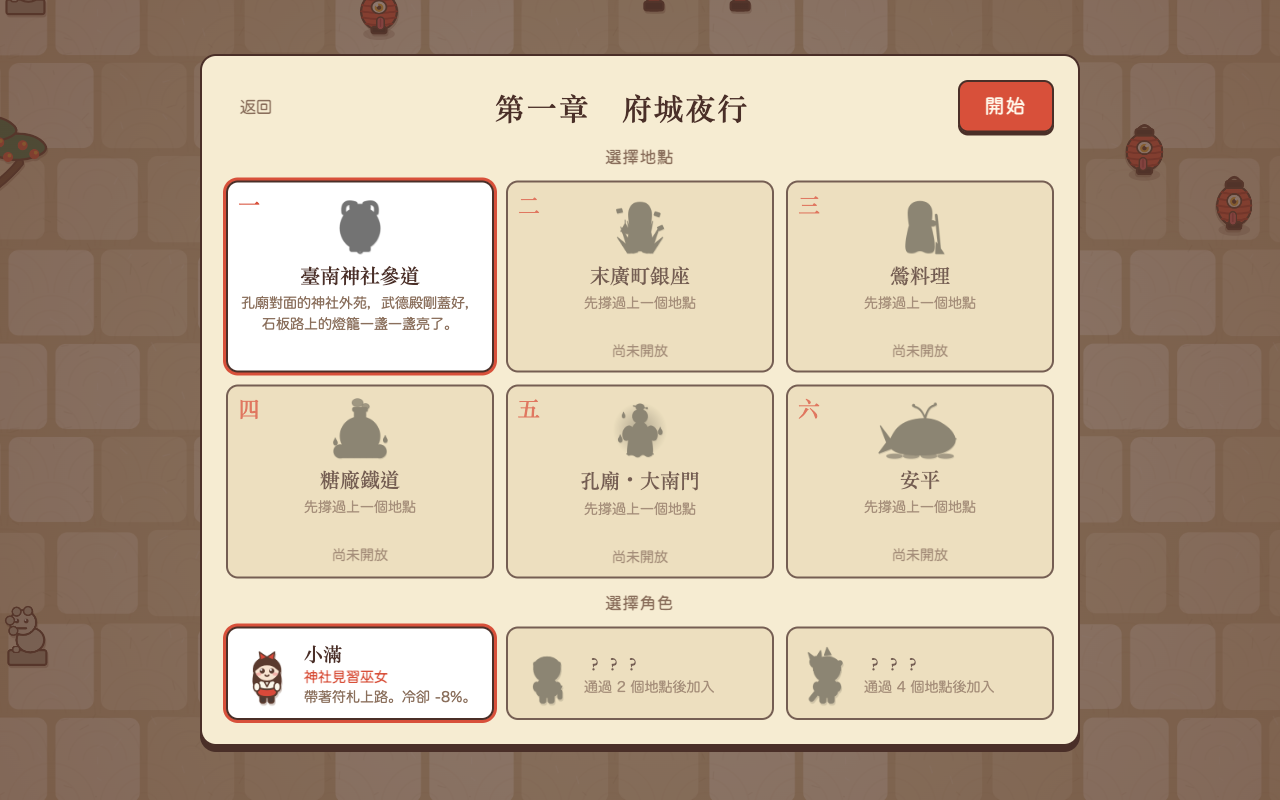 返回
第一章　府城夜行
開始
選擇地點
一
臺南神社參道
孔廟對面的神社外苑，武德殿剛蓋好，
石板路上的燈籠一盞一盞亮了。
二
末廣町銀座
先撐過上一個地點
尚未開放
三
鶯料理
先撐過上一個地點
尚未開放
四
糖廠鐵道
先撐過上一個地點
尚未開放
五
孔廟・大南門
先撐過上一個地點
尚未開放
六
安平
先撐過上一個地點
尚未開放
選擇角色
小滿
神社見習巫女
帶著符札上路。冷卻 -8%。
？？？
通過 2 個地點後加入
？？？
通過 4 個地點後加入